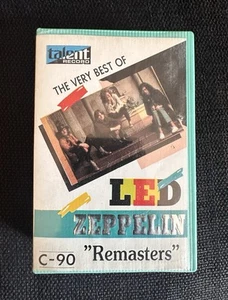 talent
RECORD
THE VERY BEST OF
LED
ZEPPELIN
C-90 "Remasters"